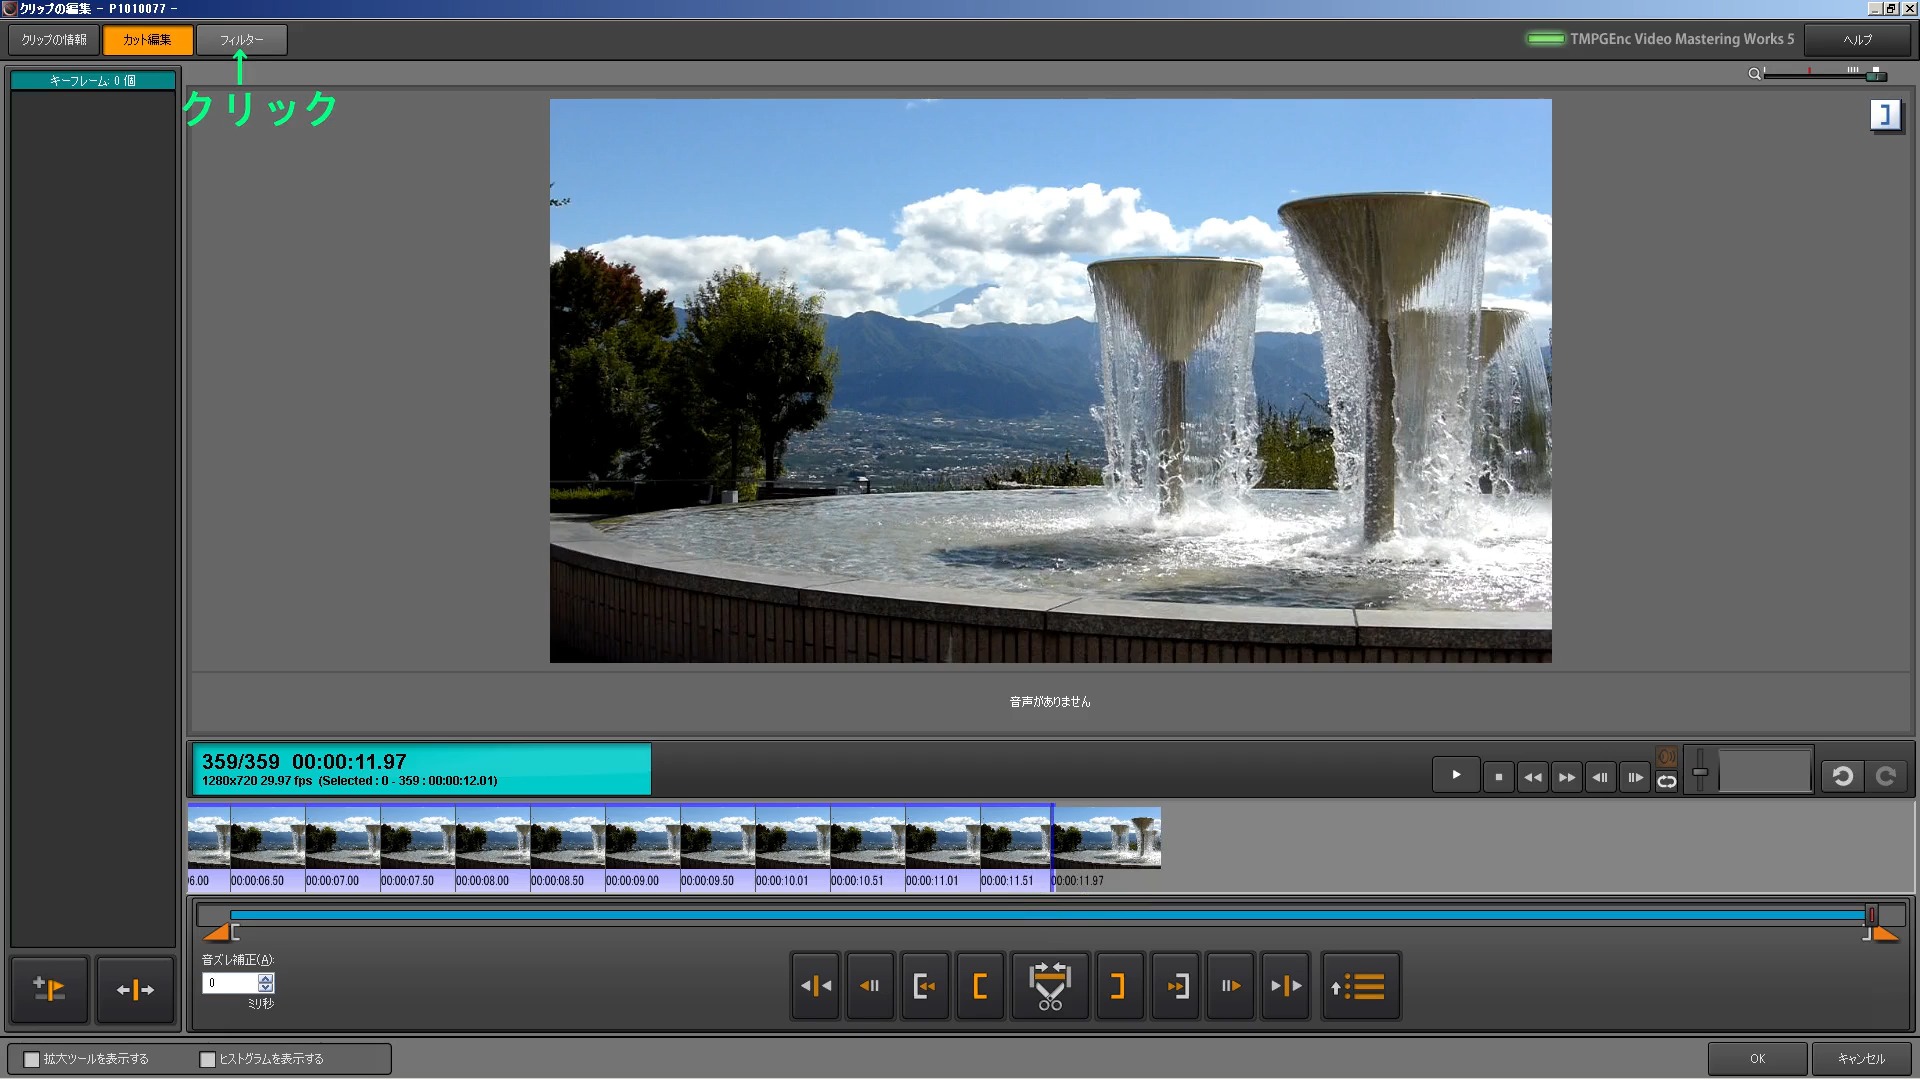 クリップの編集 - P1010077 -
クリップの情報
カット編集
フィルター
TMPGEnc Video Mastering Works 5
ヘルプ
キーフレーム: 0 個
クリック
音声がありません
359/359 00:00:11.97
1280x720 29.97 fps (Selected : 0 - 359 : 00:00:12.01)
06.00
00:00:06.50
00:00:07.00
00:00:07.50
00:00:08.00
00:00:08.50
00:00:09.00
00:00:09.50
00:00:10.01
00:00:10.51
00:00:11.01
00:00:11.51
00:00:11.97
音ズレ補正(A):
0
ミリ秒
拡大ツールを表示する
ヒストグラムを表示する
OK
キャンセル